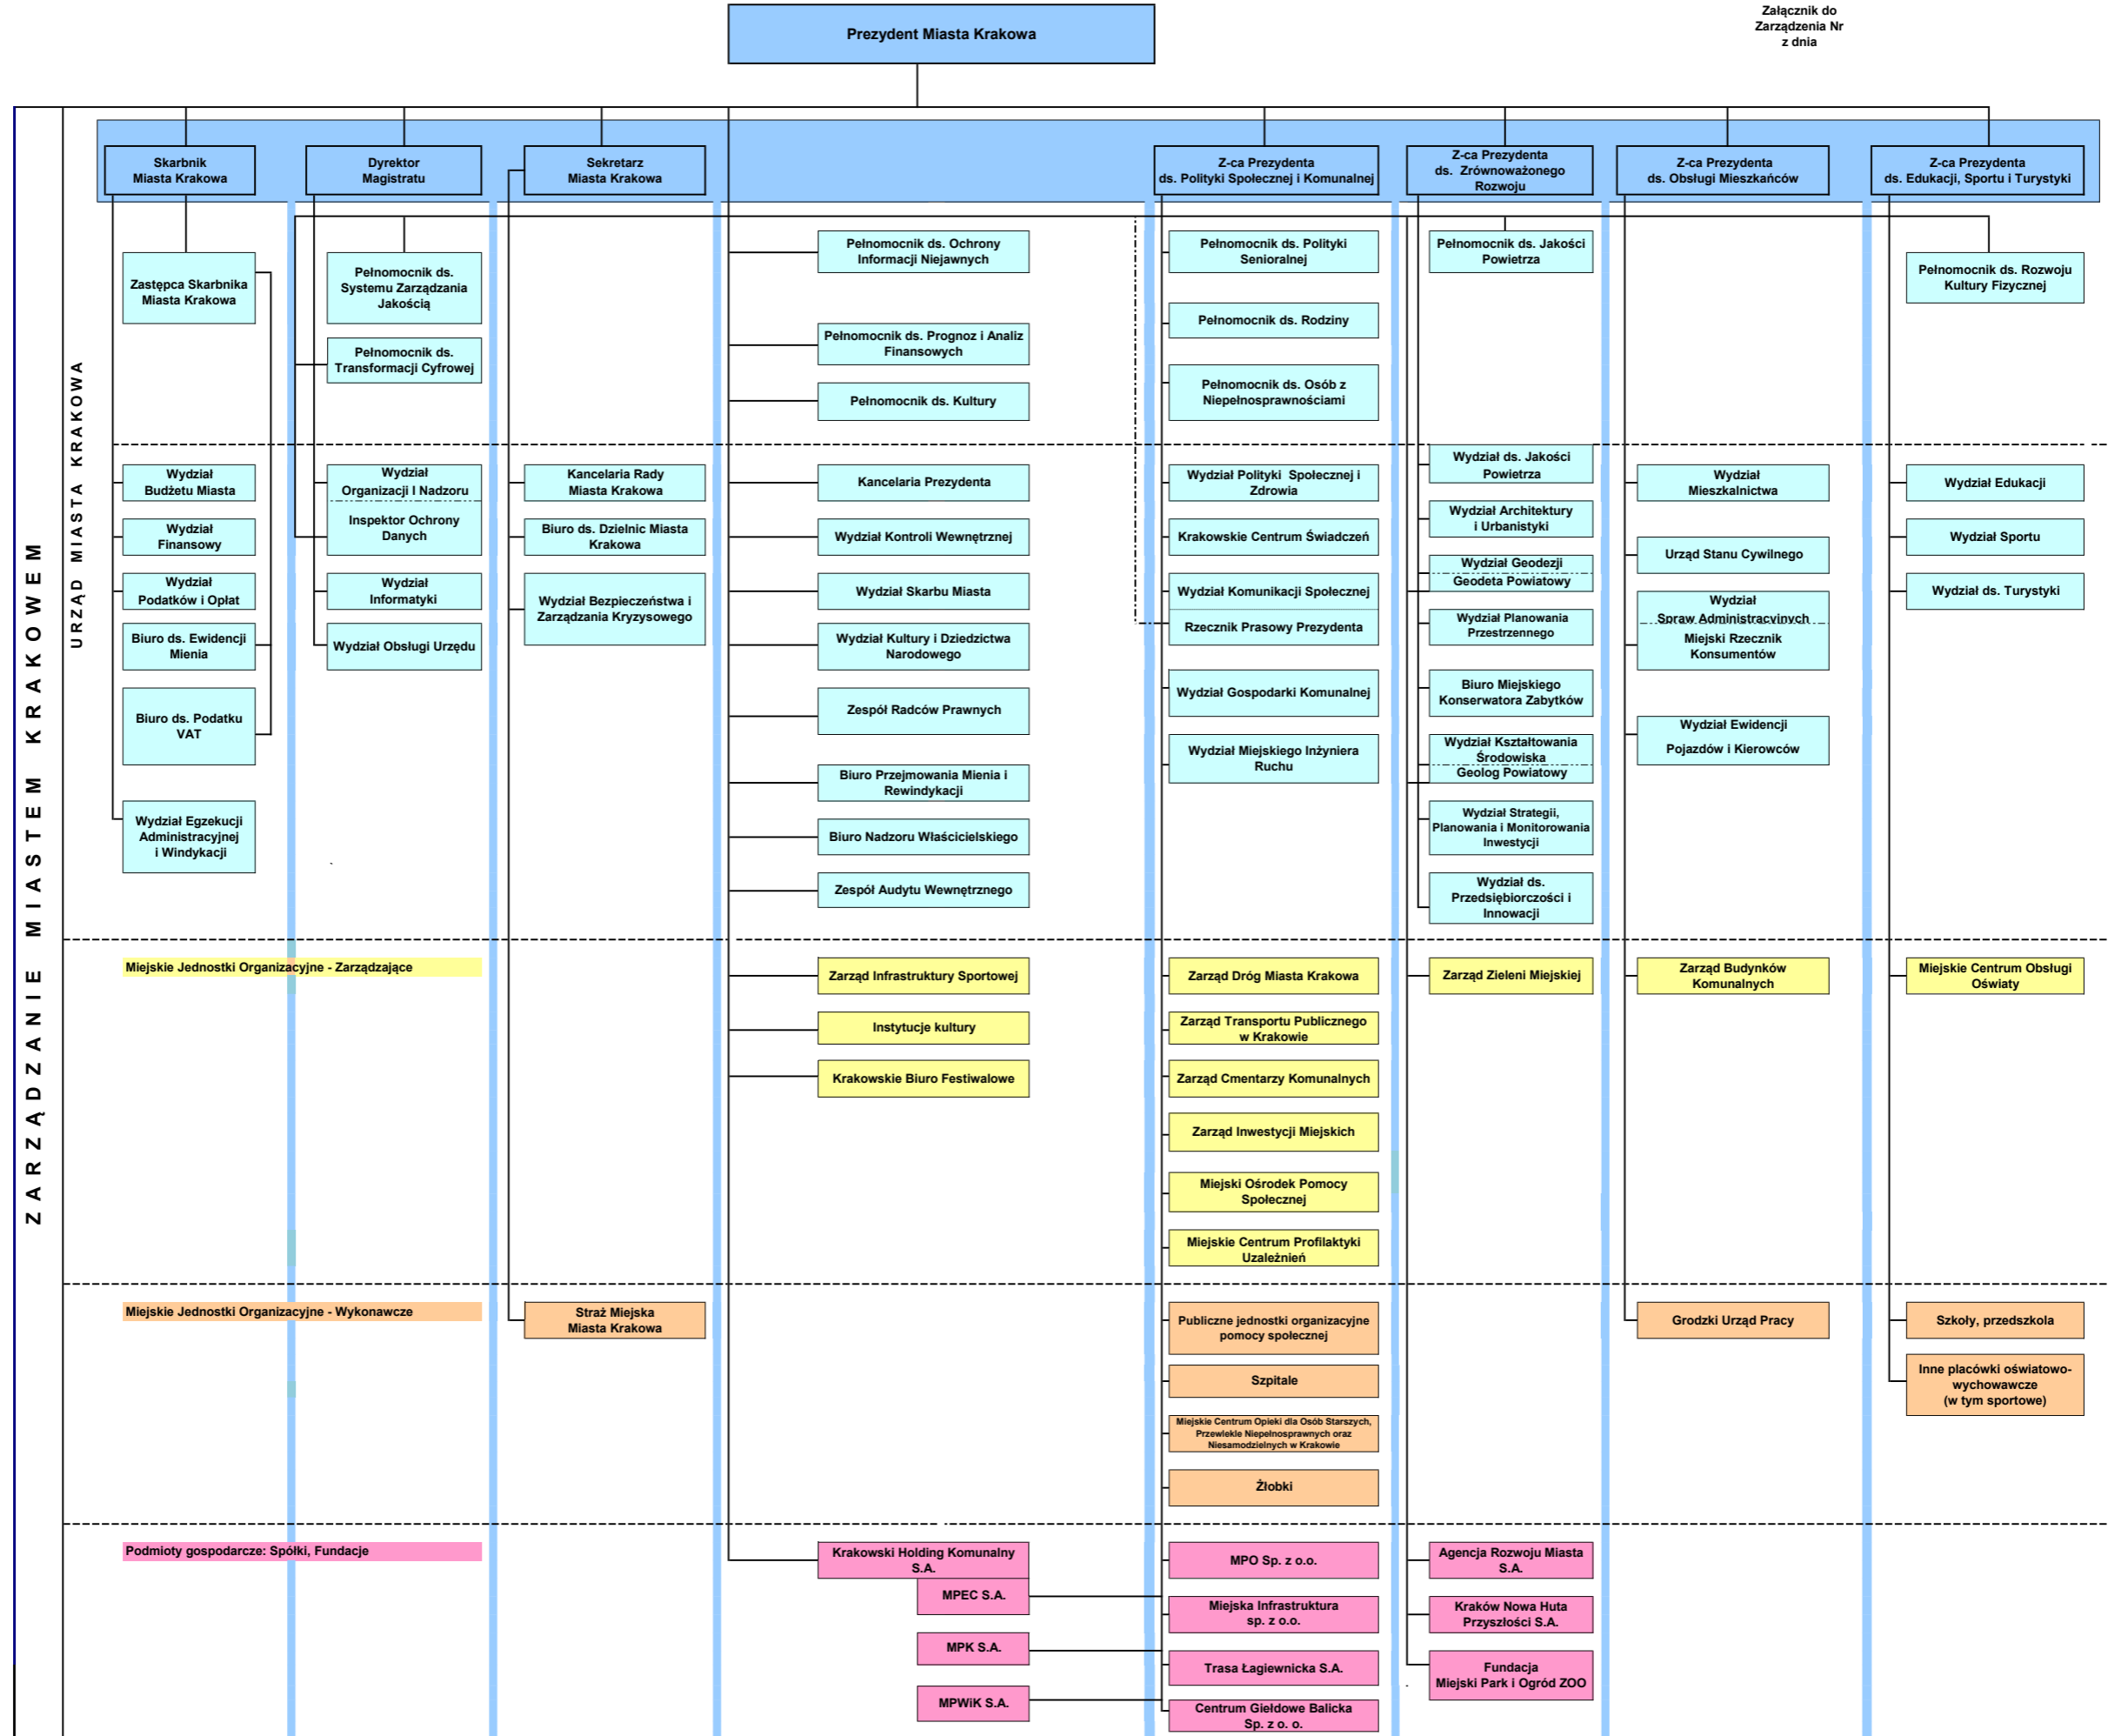 Prezydent Miasta Krakowa
Załącznik do
Zarządzenia Nr
z dnia
ZARZĄDZANIE MIASTEM KRAKOWEM
URZĄD MIASTA KRAKOWA
Skarbnik
Miasta Krakowa
Dyrektor
Magistratu
Sekretarz
Miasta Krakowa
Z-ca Prezydenta
ds. Polityki Społecznej i Komunalnej
Z-ca Prezydenta
ds. Zrównoważonego
Rozwoju
Z-ca Prezydenta
ds. Obsługi Mieszkańców
Z-ca Prezydenta
ds. Edukacji, Sportu i Turystyki
Zastępca Skarbnika
Miasta Krakowa
Pełnomocnik ds.
Systemu Zarządzania
Jakością
Pełnomocnik ds.
Transformacji Cyfrowej
Pełnomocnik ds. Ochrony
Informacji Niejawnych
Pełnomocnik ds. Prognoz i Analiz
Finansowych
Pełnomocnik ds. Kultury
Pełnomocnik ds. Polityki
Senioralnej
Pełnomocnik ds. Rodziny
Pełnomocnik ds. Osób z
Niepełnosprawnościami
Pełnomocnik ds. Jakości
Powietrza
Pełnomocnik ds. Rozwoju
Kultury Fizycznej
Wydział
Budżetu Miasta
Wydział
Finansowy
Wydział
Podatków i Opłat
Biuro ds. Ewidencji
Mienia
Biuro ds. Podatku
VAT
Wydział Egzekucji
Administracyjnej
i Windykacji
Wydział
Organizacji I Nadzoru
Inspektor Ochrony
Danych
Wydział
Informatyki
Wydział Obsługi Urzędu
Kancelaria Rady
Miasta Krakowa
Biuro ds. Dzielnic Miasta
Krakowa
Wydział Bezpieczeństwa i
Zarządzania Kryzysowego
Kancelaria Prezydenta
Wydział Kontroli Wewnętrznej
Wydział Skarbu Miasta
Wydział Kultury i Dziedzictwa
Narodowego
Zespół Radców Prawnych
Biuro Przejmowania Mienia i
Rewindykacji
Biuro Nadzoru Właścicielskiego
Zespół Audytu Wewnętrznego
Wydział Polityki Społecznej i
Zdrowia
Krakowskie Centrum Świadczeń
Wydział Komunikacji Społecznej
Rzecznik Prasowy Prezydenta
Wydział Gospodarki Komunalnej
Wydział Miejskiego Inżyniera
Ruchu
Wydział ds. Jakości
Powietrza
Wydział Architektury
i Urbanistyki
Wydział Geodezji
Geodeta Powiatowy
Wydział Planowania
Przestrzennego
Biuro Miejskiego
Konserwatora Zabytków
Wydział Kształtowania
Środowiska
Geolog Powiatowy
Wydział Strategii,
Planowania i Monitorowania
Inwestycji
Wydział ds.
Przedsiębiorczości i
Innowacji
Wydział
Mieszkalnictwa
Urząd Stanu Cywilnego
Wydział
Spraw Administracyjnych
Miejski Rzecznik
Konsumentów
Wydział Ewidencji
Pojazdów i Kierowców
Wydział Edukacji
Wydział Sportu
Wydział ds. Turystyki
Miejskie Jednostki Organizacyjne - Zarządzające
Zarząd Infrastruktury Sportowej
Instytucje kultury
Krakowskie Biuro Festiwalowe
Zarząd Dróg Miasta Krakowa
Zarząd Transportu Publicznego
w Krakowie
Zarząd Cmentarzy Komunalnych
Zarząd Inwestycji Miejskich
Miejski Ośrodek Pomocy
Społecznej
Miejskie Centrum Profilaktyki
Uzależnień
Zarząd Zieleni Miejskiej
Zarząd Budynków
Komunalnych
Miejskie Centrum Obsługi
Oświaty
Miejskie Jednostki Organizacyjne - Wykonawcze
Straż Miejska
Miasta Krakowa
Publiczne jednostki organizacyjne
pomocy społecznej
Szpitale
Miejskie Centrum Opieki dla Osób Starszych,
Przewlekle Niepełnosprawnych oraz
Niesamodzielnych w Krakowie
Żłobki
Grodzki Urząd Pracy
Szkoły, przedszkola
Inne placówki oświatowo-
wychowawcze
(w tym sportowe)
Podmioty gospodarcze: Spółki, Fundacje
Krakowski Holding Komunalny
S.A.
MPEC S.A.
MPK S.A.
MPWiK S.A.
MPO Sp. z o.o.
Miejska Infrastruktura
sp. z o.o.
Trasa Łagiewnicka S.A.
Centrum Giełdowe Balicka
Sp. z o. o.
Agencja Rozwoju Miasta
S.A.
Kraków Nowa Huta
Przyszłości S.A.
Fundacja
Miejski Park i Ogród ZOO